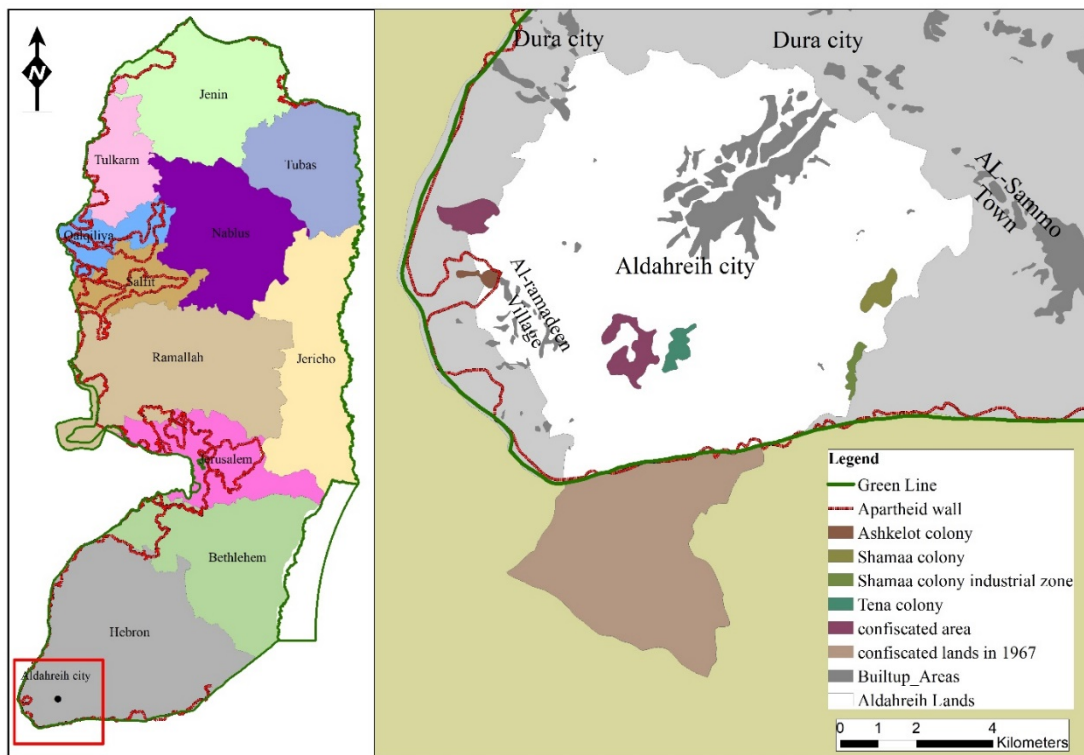 N
Jenin
Tulkarm
Tubas
Qalqiliya
Nablus
Salfit
Ramallah
Jericho
Jerusalem
Bethlehem
Hebron
Aldahreih city
Dura city
Dura city
AL-Sammo
Town
Aldahreih city
Al-ramadeen
Village
Legend
Green Line
Apartheid wall
Ashkelot colony
Shamaa colony
Shamaa colony industrial zone
Tena colony
confiscated area
confiscated lands in 1967
Builtup_Areas
Aldahreih Lands
0 1 2 4
Kilometers